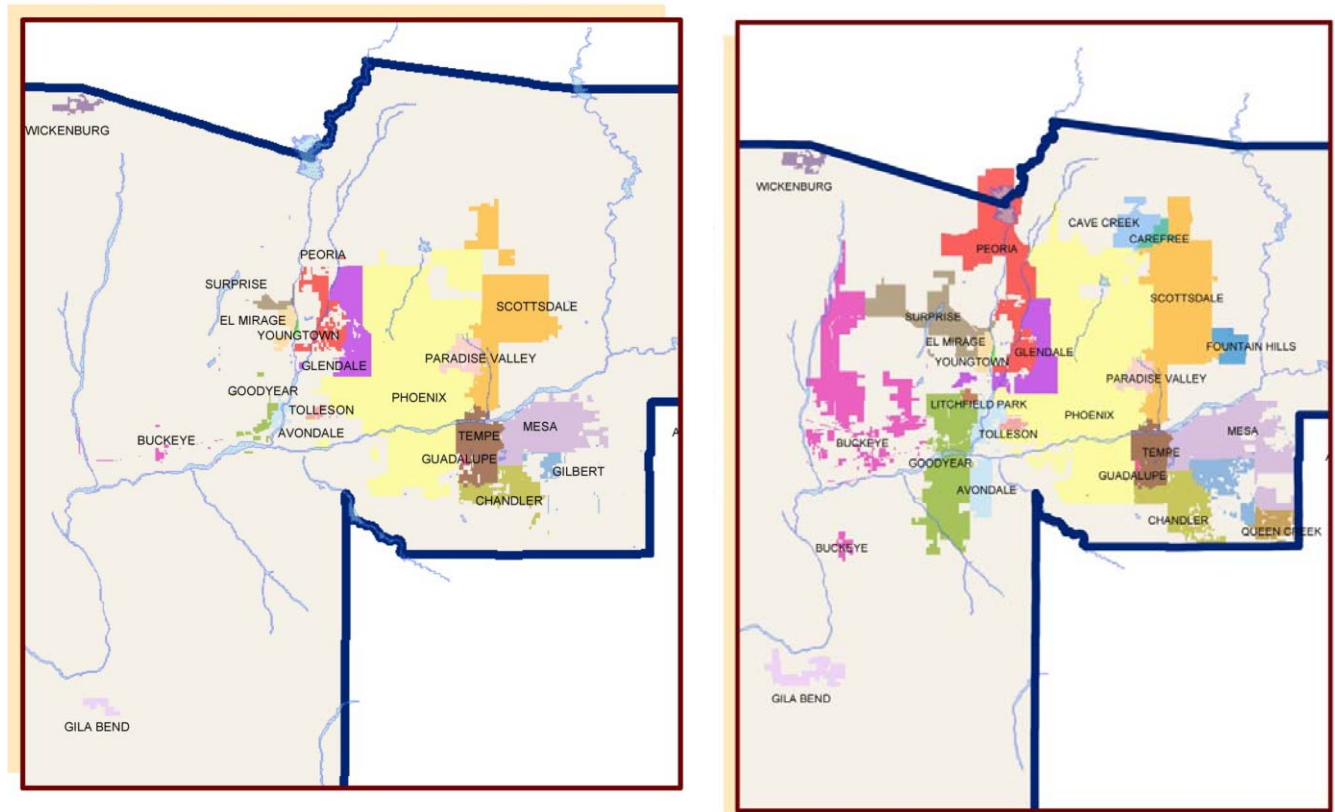 WICKENBURG
PEORIA
SURPRISE
SCOTTSDALE
EL MIRAGE
YOUNGTOWN
PARADISE VALLEY
GLENDALE
GOODYEAR
PHOENIX
TOLLESON
MESA
AVONDALE
TEMPE
BUCKEYE
GUADALUPE
GILBERT
CHANDLER
GILA BEND
A
WICKENBURG
CAVE CREEK
CAREFREE
PEORIA
SCOTTSDALE
SURPRISE
EL MIRAGE
FOUNTAIN HILLS
GLENDALE
YOUNGTOWN
PARADISE VALLEY
LITCHFIELD PARK
PHOENIX
TOLLESON
MESA
BUCKEYE
TEMPE
GOODYEAR
GUADALUPE
AVONDALE
CHANDLER
QUEEN CREEK
BUCKEYE
GILA BEND